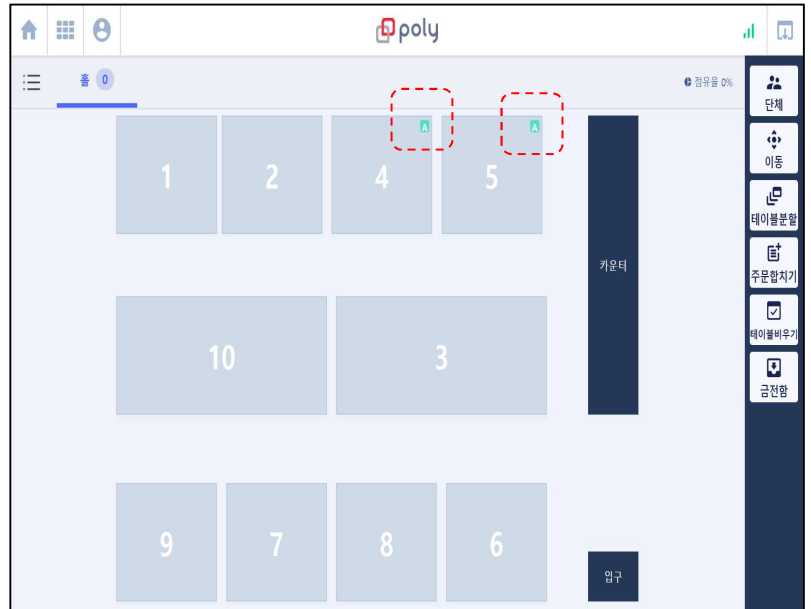 poly
홀 0
점유율 0%
단체
이동
테이블분할
주문합치기
테이블비우기
금전함
A
A
1
2
4
5
카운터
10
3
9
7
8
6
입구